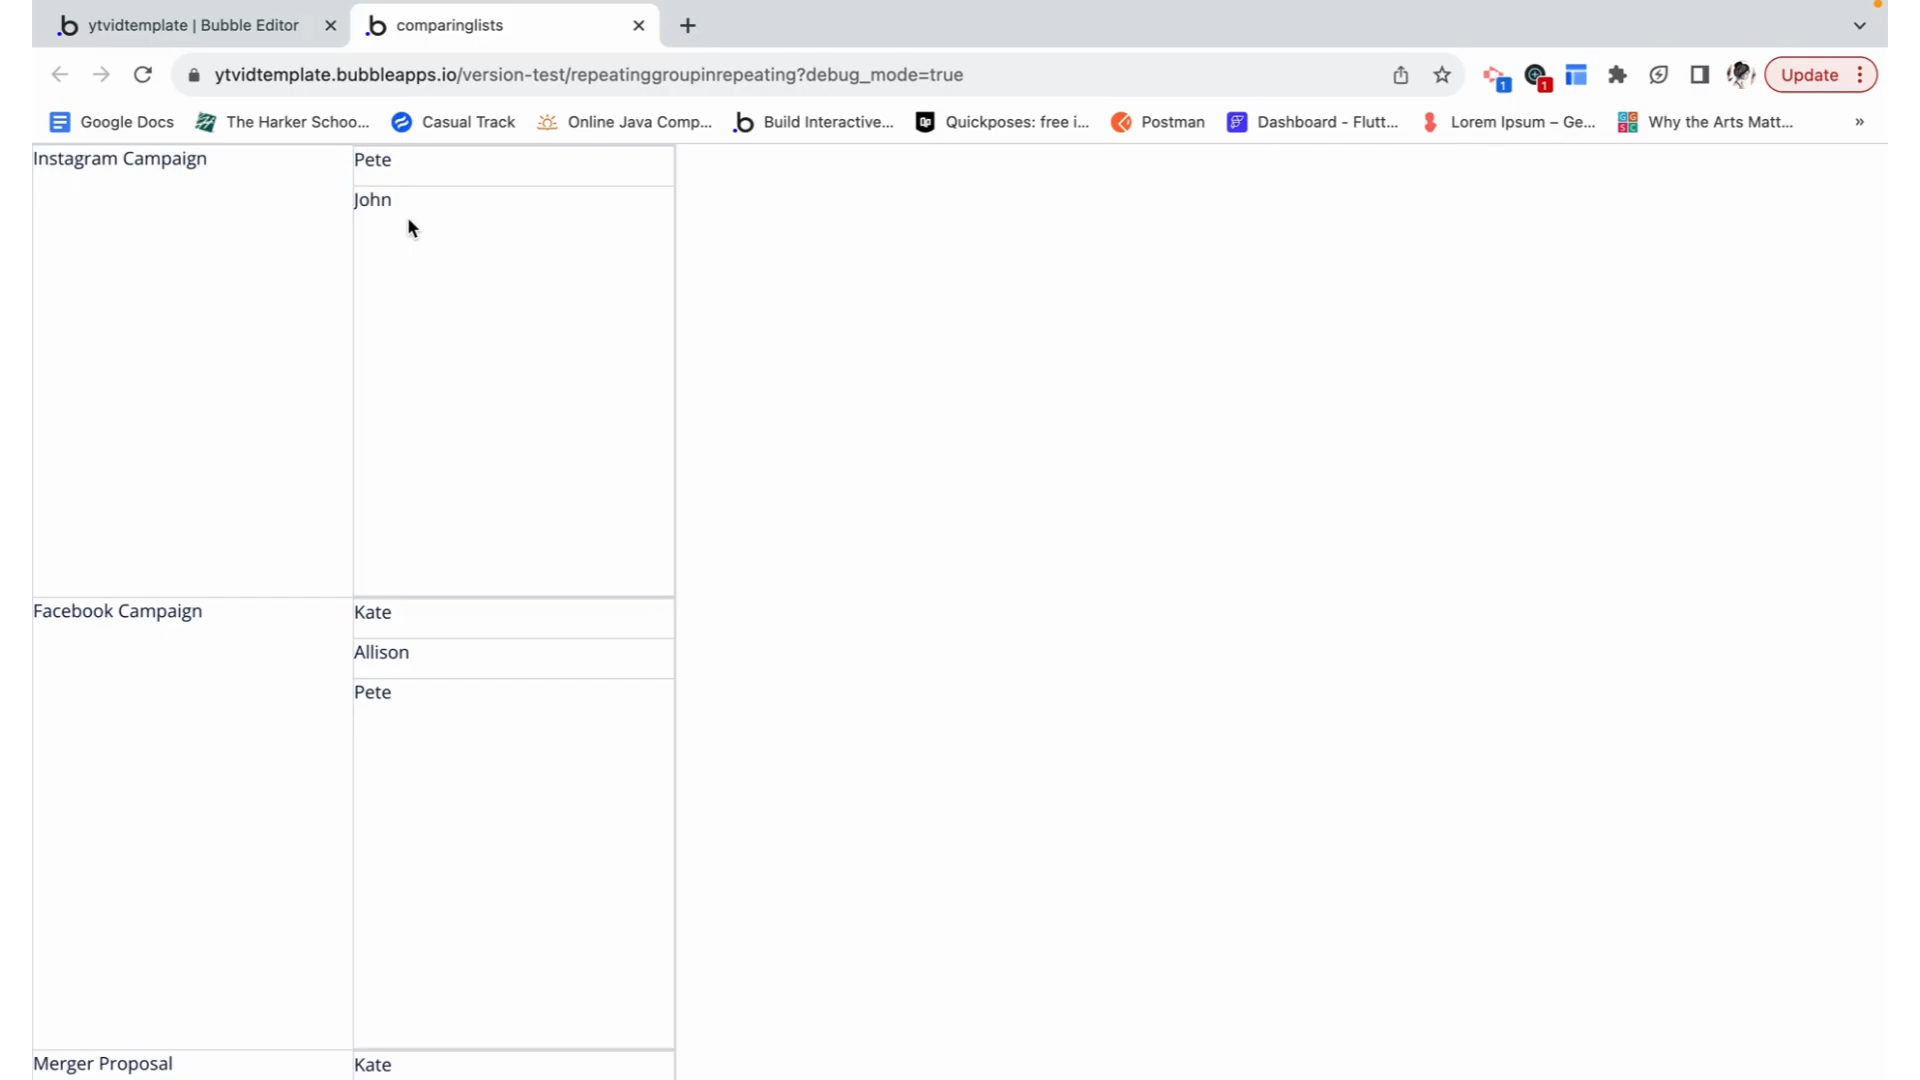 ytvidtemplate | Bubble Editor
comparinglists
ytvidtemplate.bubbleapps.io/version-test/repeatinggroupinrepeating?debug_mode=true
1
1
Update
Google Docs
The Harker Schoo...
Casual Track
Online Java Comp...
Build Interactive...
Quickposes: free i...
Postman
Dashboard - Flutt...
Lorem Ipsum – Ge...
Why the Arts Matt...
»
Instagram Campaign
Pete
John
Facebook Campaign
Kate
Allison
Pete
Merger Proposal
Kate